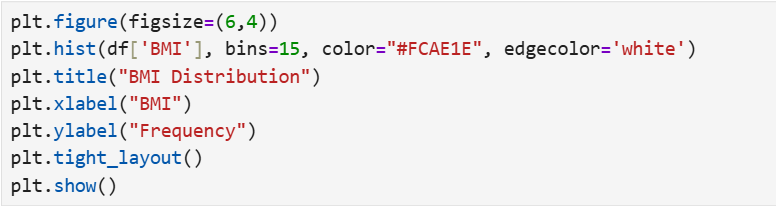 plt.figure(figsize=(6,4))
plt.hist(df['BMI'], bins=15, color="#FCAE1E", edgecolor='white')
plt.title("BMI Distribution")
plt.xlabel("BMI")
plt.ylabel("Frequency")
plt.tight_layout()
plt.show()